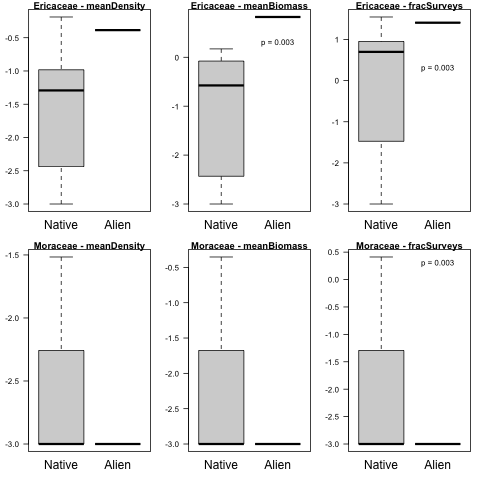 Ericaceae - meanDensity
-0.5
-1.0
-1.5
-2.0
-2.5
-3.0
Native Alien
Ericaceae - meanBiomass
p = 0.003
0
-1
-2
-3
Native Alien
Ericaceae - fracSurveys
p = 0.003
1
0
-1
-2
-3
Native Alien
Moraceae - meanDensity
-1.5
-2.0
-2.5
-3.0
Native Alien
Moraceae - meanBiomass
-0.5
-1.0
-1.5
-2.0
-2.5
-3.0
Native Alien
Moraceae - fracSurveys
p = 0.003
0.5
0.0
-0.5
-1.0
-1.5
-2.0
-2.5
-3.0
Native Alien